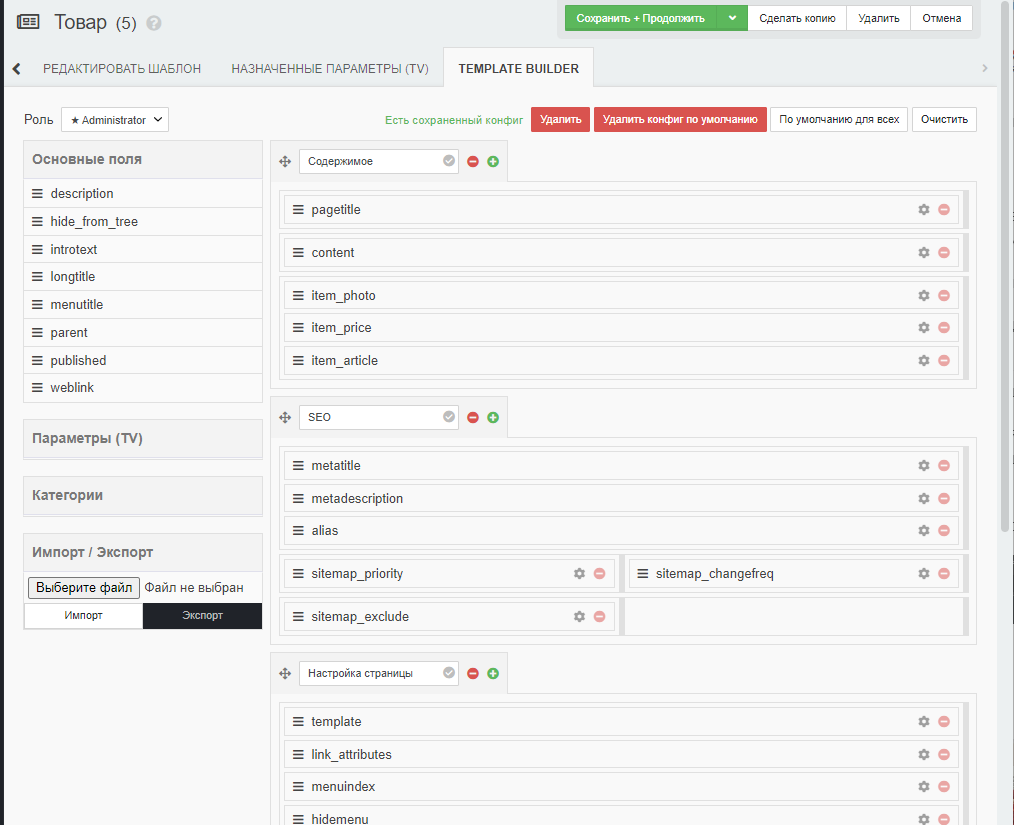 Товар (5)
Сохранить + Продолжить
Сделать копию
Удалить
Отмена
РЕДАКТИРОВАТЬ ШАБЛОН
НАЗНАЧЕННЫЕ ПАРАМЕТРЫ (TV)
TEMPLATE BUILDER
Роль
★ Administrator
Есть сохраненный конфиг
Удалить
Удалить конфиг по умолчанию
По умолчанию для всех
Очистить
Основные поля
description
hide_from_tree
introtext
longtitle
menutitle
parent
published
weblink
Параметры (TV)
Категории
Импорт / Экспорт
Выберите файл Файл не выбран
Импорт
Экспорт
Содержимое
pagetitle
content
item_photo
item_price
item_article
SEO
metatitle
metadescription
alias
sitemap_priority
sitemap_changefreq
sitemap_exclude
Настройка страницы
template
link_attributes
menuindex
hidemenu